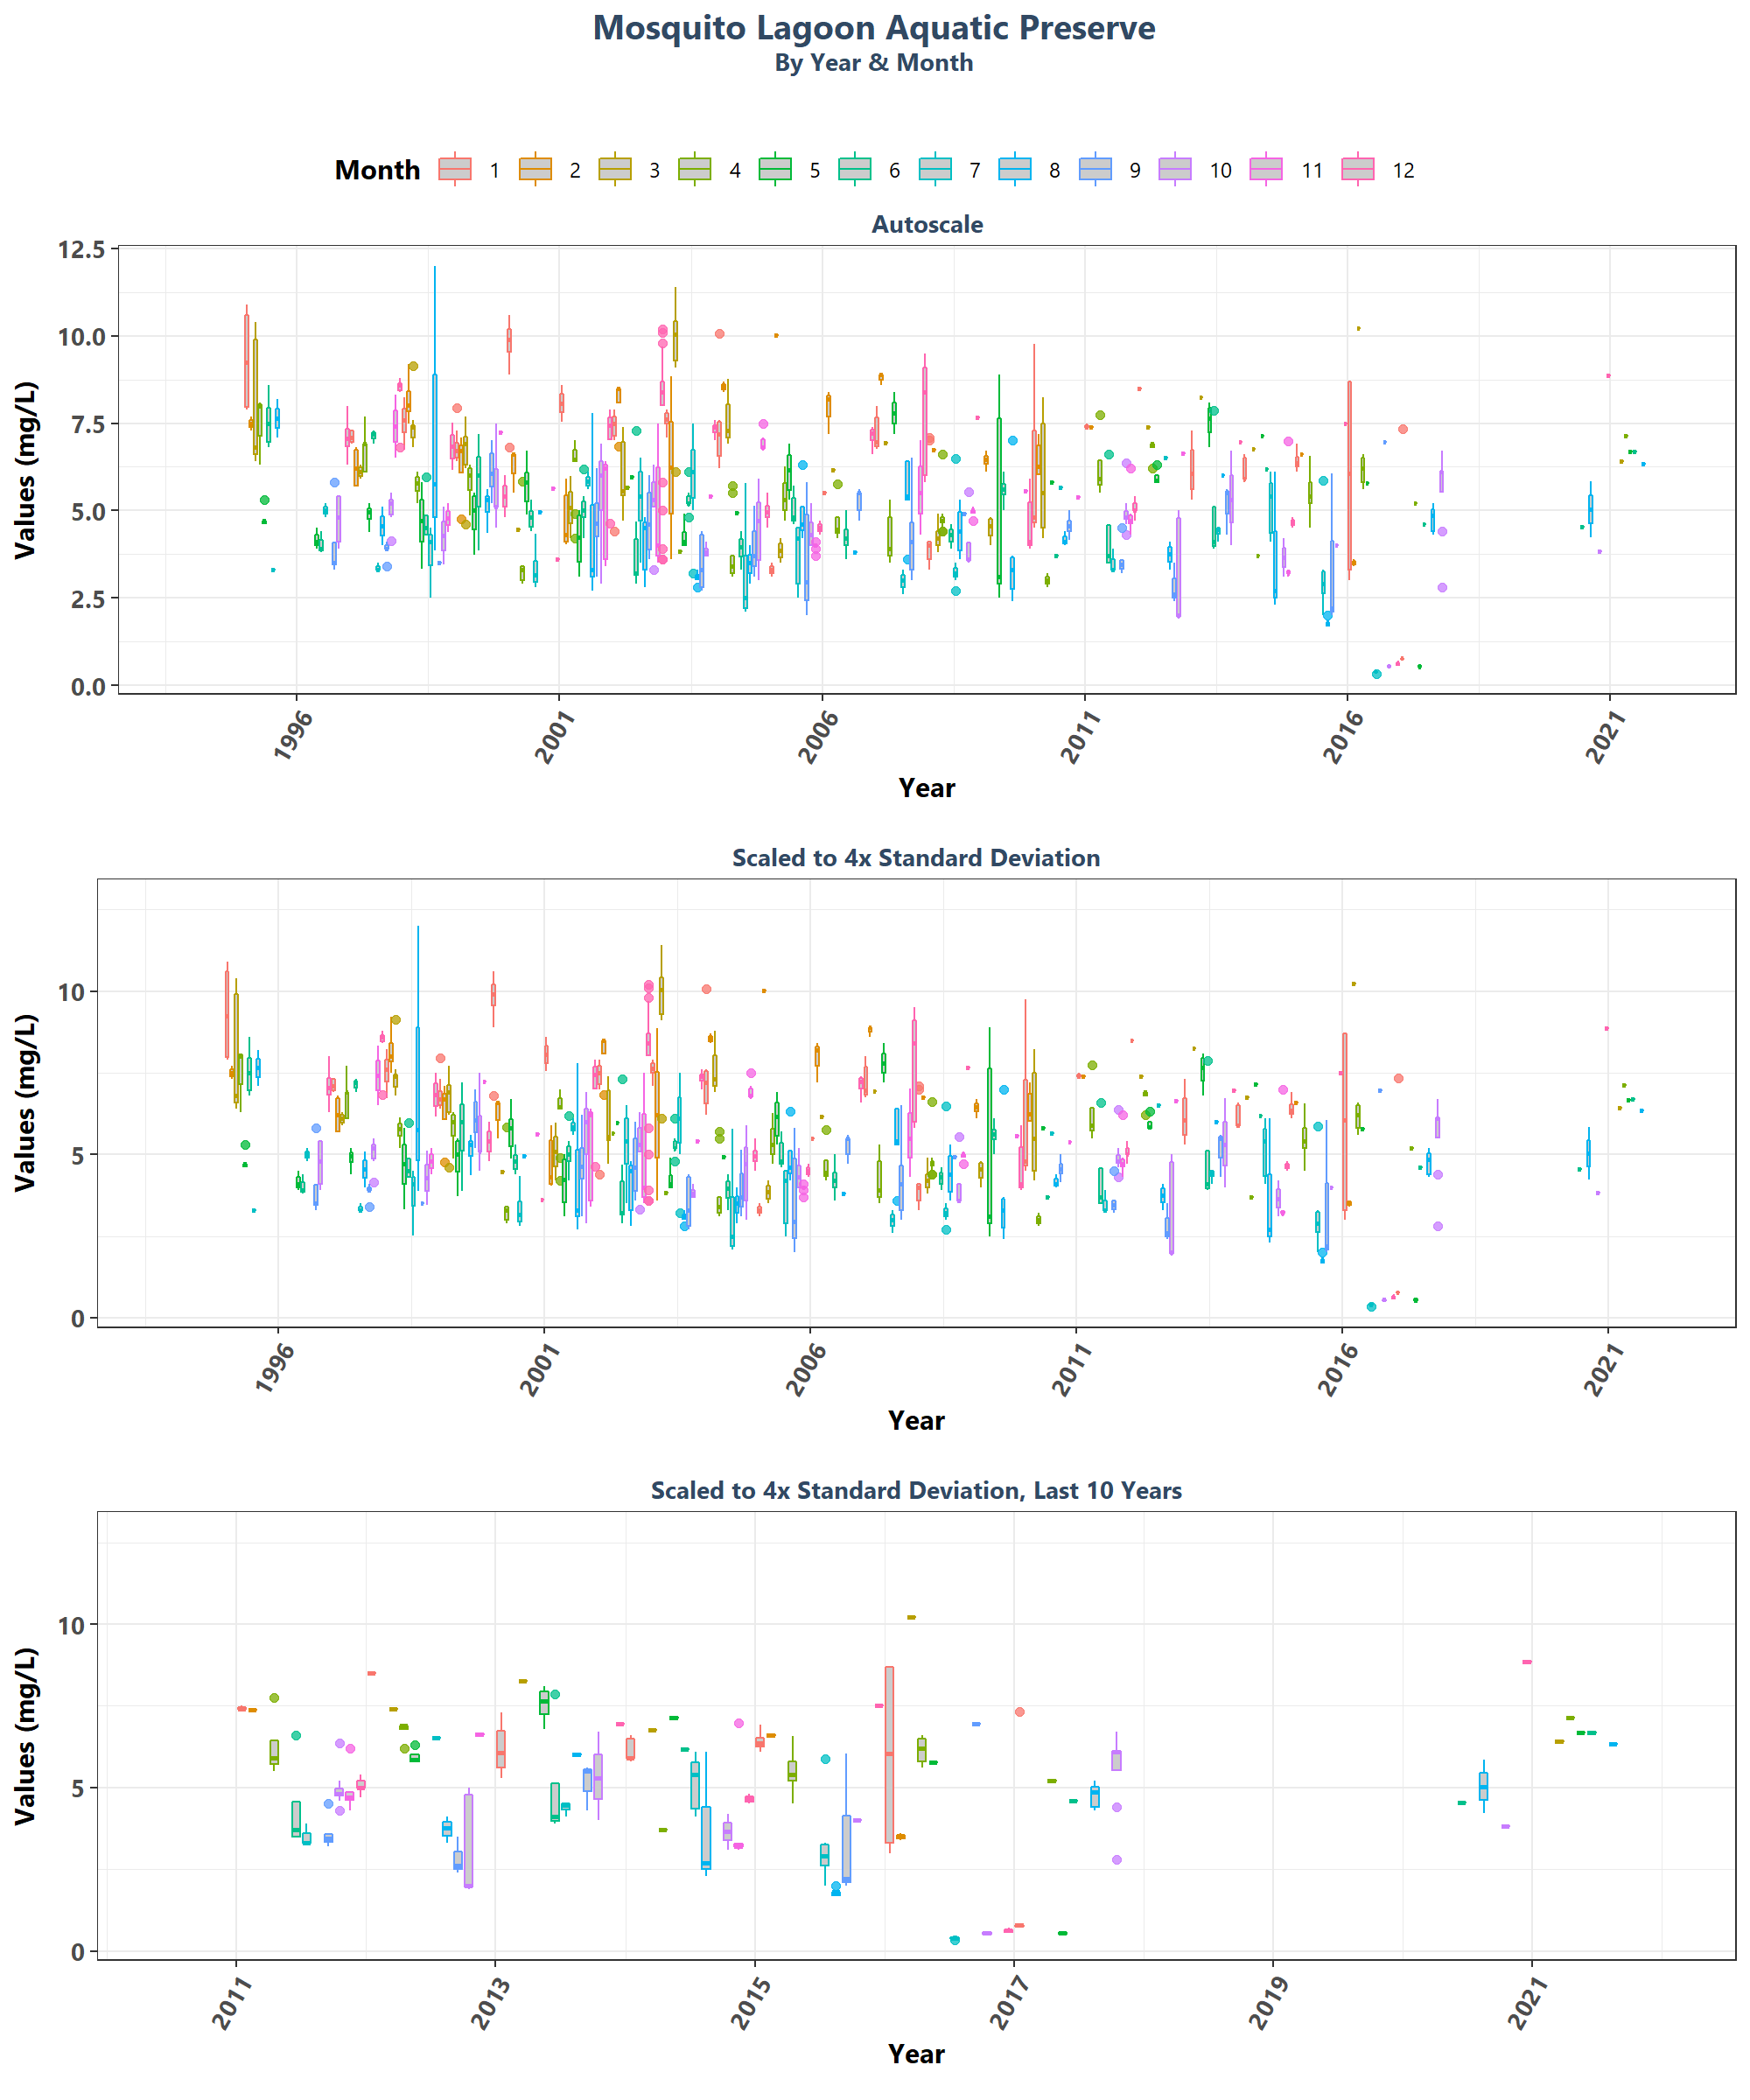 Mosquito Lagoon Aquatic Preserve
By Year & Month
Month 1 2 3 4 5 6 7 8 9 10 11 12
Autoscale
Values (mg/L)
12.5
10.0
7.5
5.0
2.5
0.0
1996 2001 2006 2011 2016 2021
Year
Scaled to 4x Standard Deviation
Values (mg/L)
10
5
0
1996 2001 2006 2011 2016 2021
Year
Scaled to 4x Standard Deviation, Last 10 Years
Values (mg/L)
10
5
0
2011 2013 2015 2017 2019 2021
Year